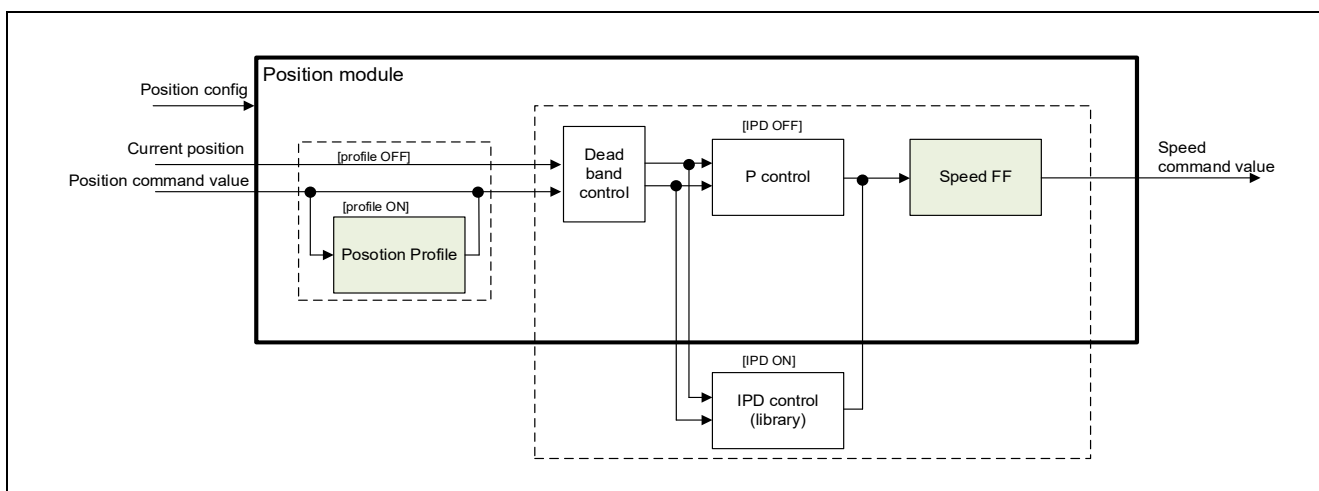 Position module
Position config
Current position
Position command value
[profile OFF]
[profile ON]
Posotion Profile
Dead
band
control
[IPD OFF]
P control
Speed FF
Speed
command value
[IPD ON]
IPD control
(library)